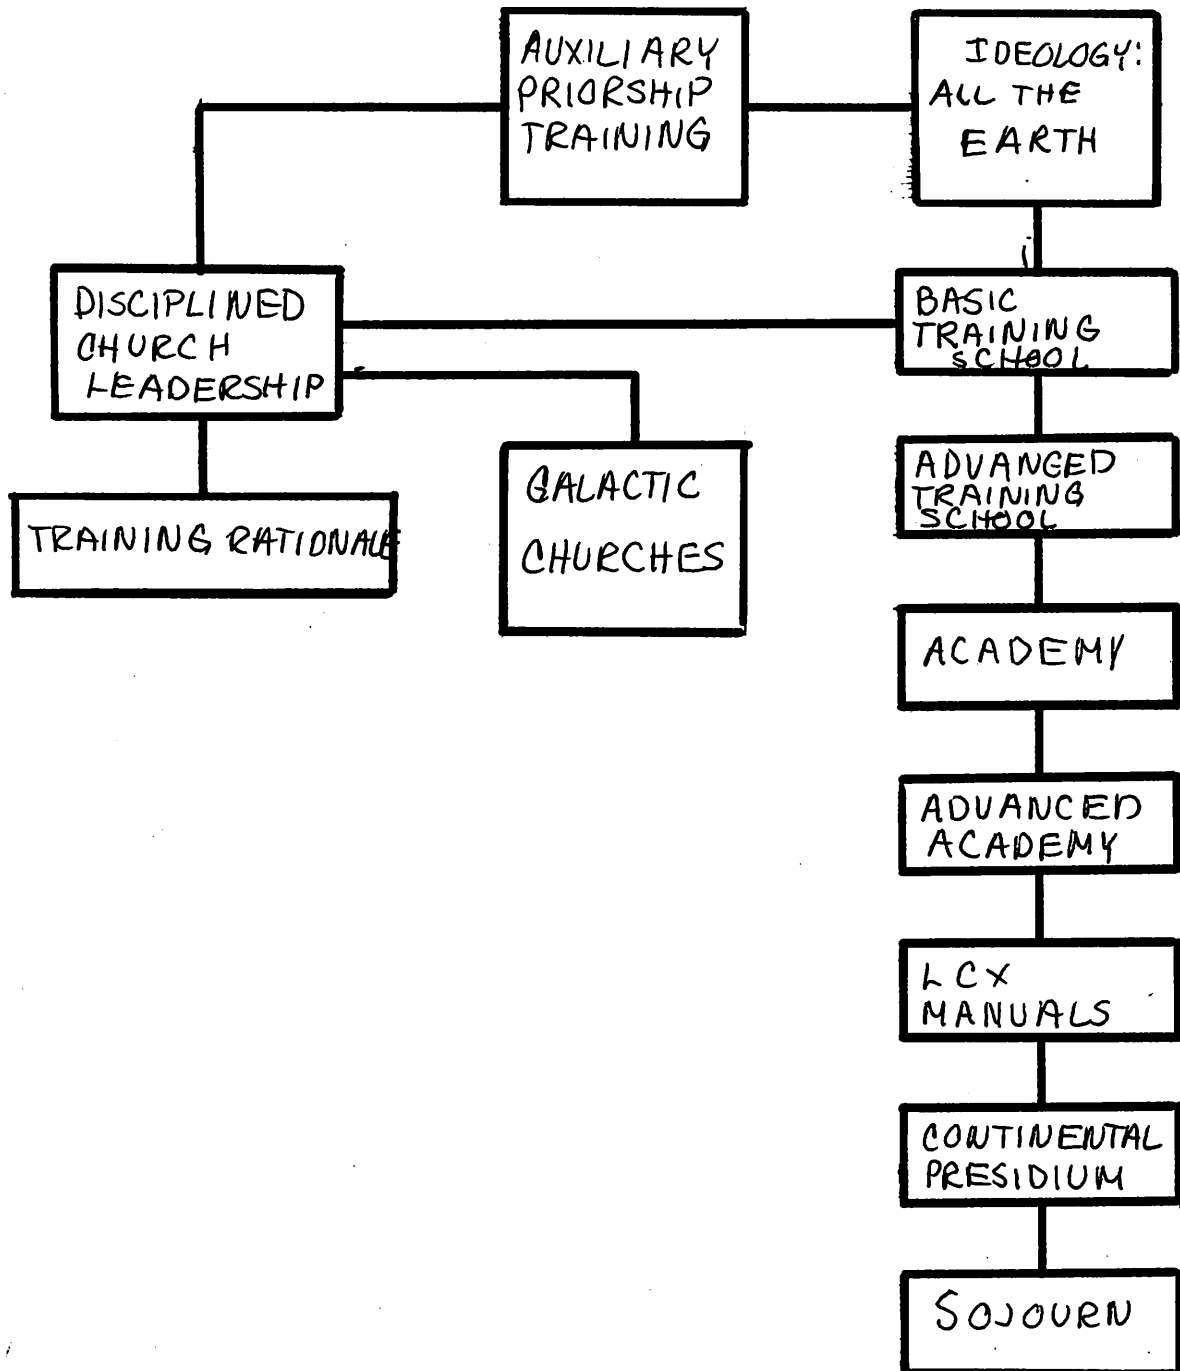 AUXILIARY
PRIORSHIP
TRAINING
IDEOLOGY:
ALL THE
EARTH
DISCIPLINED
CHURCH
LEADERSHIP
BASIC
TRAINING
SCHOOL
TRAINING RATIONALE
GALACTIC
CHURCHES
ADVANCED
TRAINING
SCHOOL
ACADEMY
ADVANCED
ACADEMY
LCX
MANUALS
CONTINENTAL
PRESIDIUM
SOJOURN